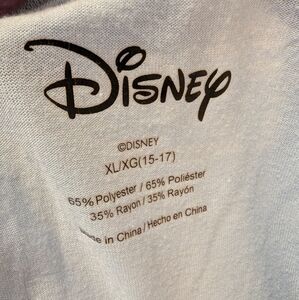 Disney
©DISNEY
XL/XG(15-17)
65% Polyester / 65% Poliéster
35% Rayon / 35% Rayón
Made in China / Hecho en China